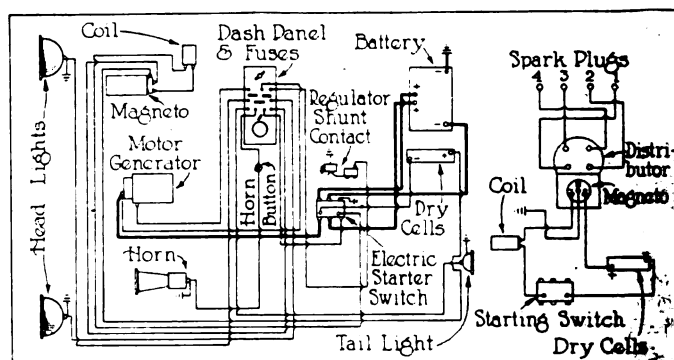 Coil
Dash Panel
& Fuses
Battery
Spark Plugs
4 3 2 1
Magneto
Regulator
Shunt
Contact
Head Lights
Motor
Generator
Distri-
butor
Magneto
Coil
Horn
Button
Dry
Cells
Horn
Electric
Starter
Switch
Tail Light
Starting Switch
Dry Cells
+
-